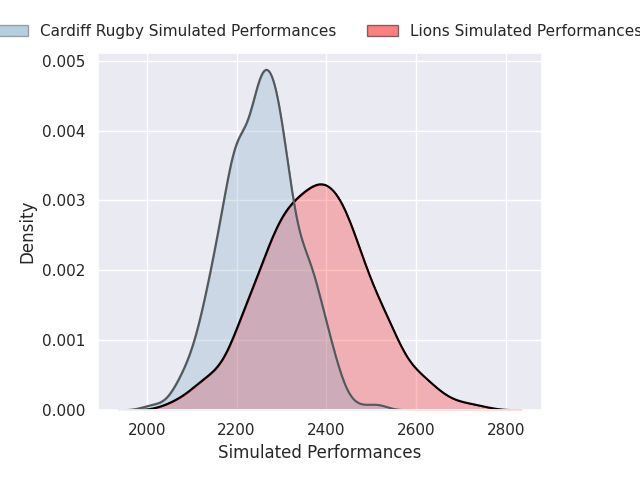 Cardiff Rugby Simulated Performances Lions Simulated Performances
0.005
0.004
0.003
0.002
0.001
0.000
Density
2000 2200 2400 2600 2800
Simulated Performances